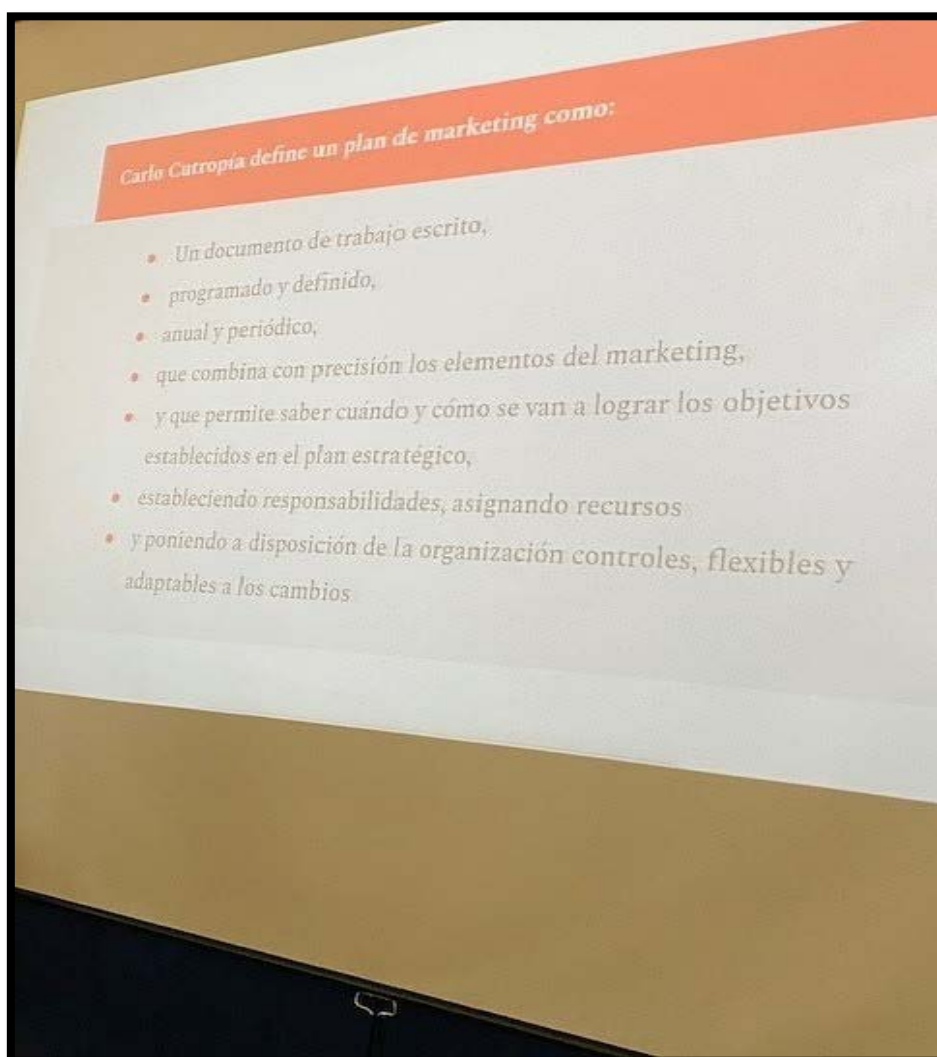 Carlo Cutropía define un plan de marketing como:
• Un documento de trabajo escrito,
• programado y definido,
• anual y periódico,
• que combina con precisión los elementos del marketing,
• y que permite saber cuándo y cómo se van a lograr los objetivos
establecidos en el plan estratégico,
• estableciendo responsabilidades, asignando recursos
• y poniendo a disposición de la organización controles, flexibles y
adaptables a los cambios